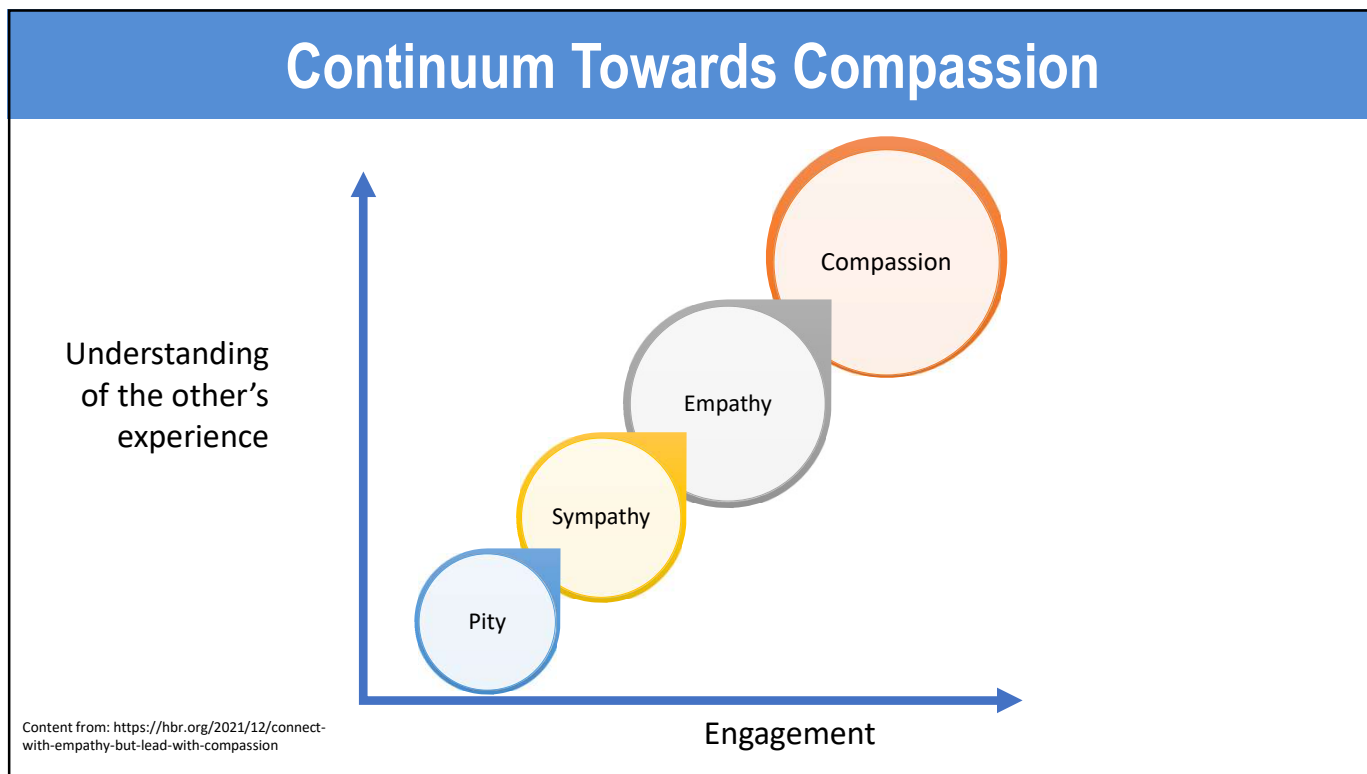 Continuum Towards Compassion
Compassion
Understanding
of the other’s
experience
Empathy
Sympathy
Pity
Engagement
Content from: https://hbr.org/2021/12/connect-
with-empathy-but-lead-with-compassion